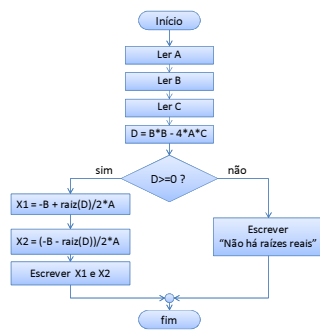 Início
Ler A
Ler B
Ler C
D = B*B - 4*A*C
D>=0 ?
sim
não
X1 = -B + raiz(D)/2*A
X2 = (-B - raiz(D))/2*A
Escrever X1 e X2
Escrever
“Não há raízes reais”
fim